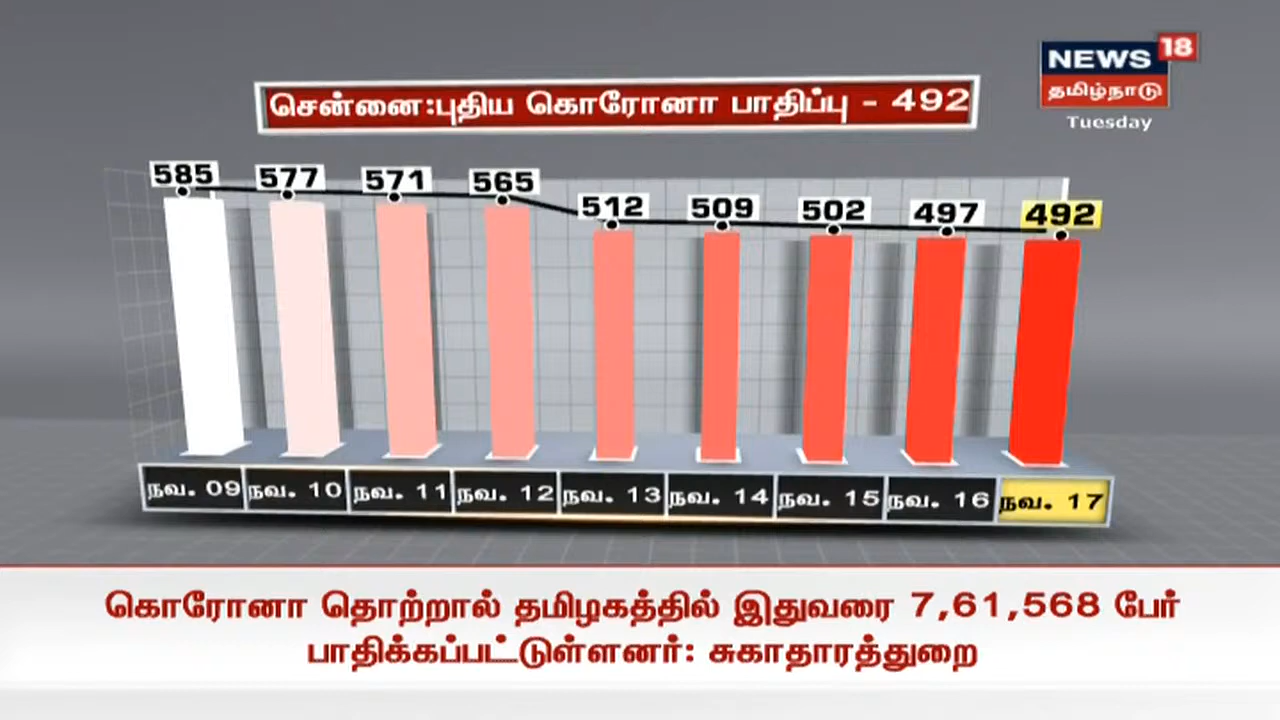 NEWS 18
தமிழ்நாடு
Tuesday
சென்னை:புதிய கொரோனா பாதிப்பு - 492
585 577 571 565 512 509 502 497 492
நவ. 09 நவ. 10 நவ. 11 நவ. 12 நவ. 13 நவ. 14 நவ. 15 நவ. 16 நவ. 17
கொரோனா தொற்றால் தமிழகத்தில் இதுவரை 7,61,568 பேர்
பாதிக்கப்பட்டுள்ளனர்: சுகாதாரத்துறை